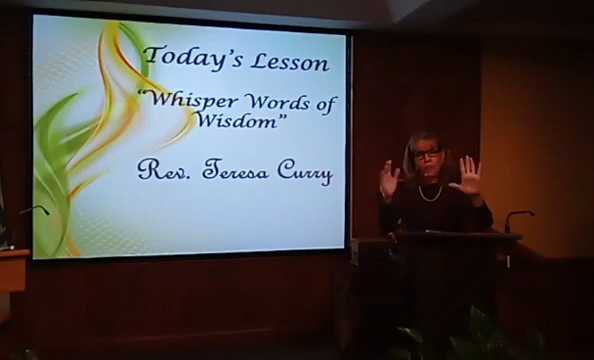 Today's Lesson
"Whisper Words of
Wisdom"
Rev. Teresa Curry